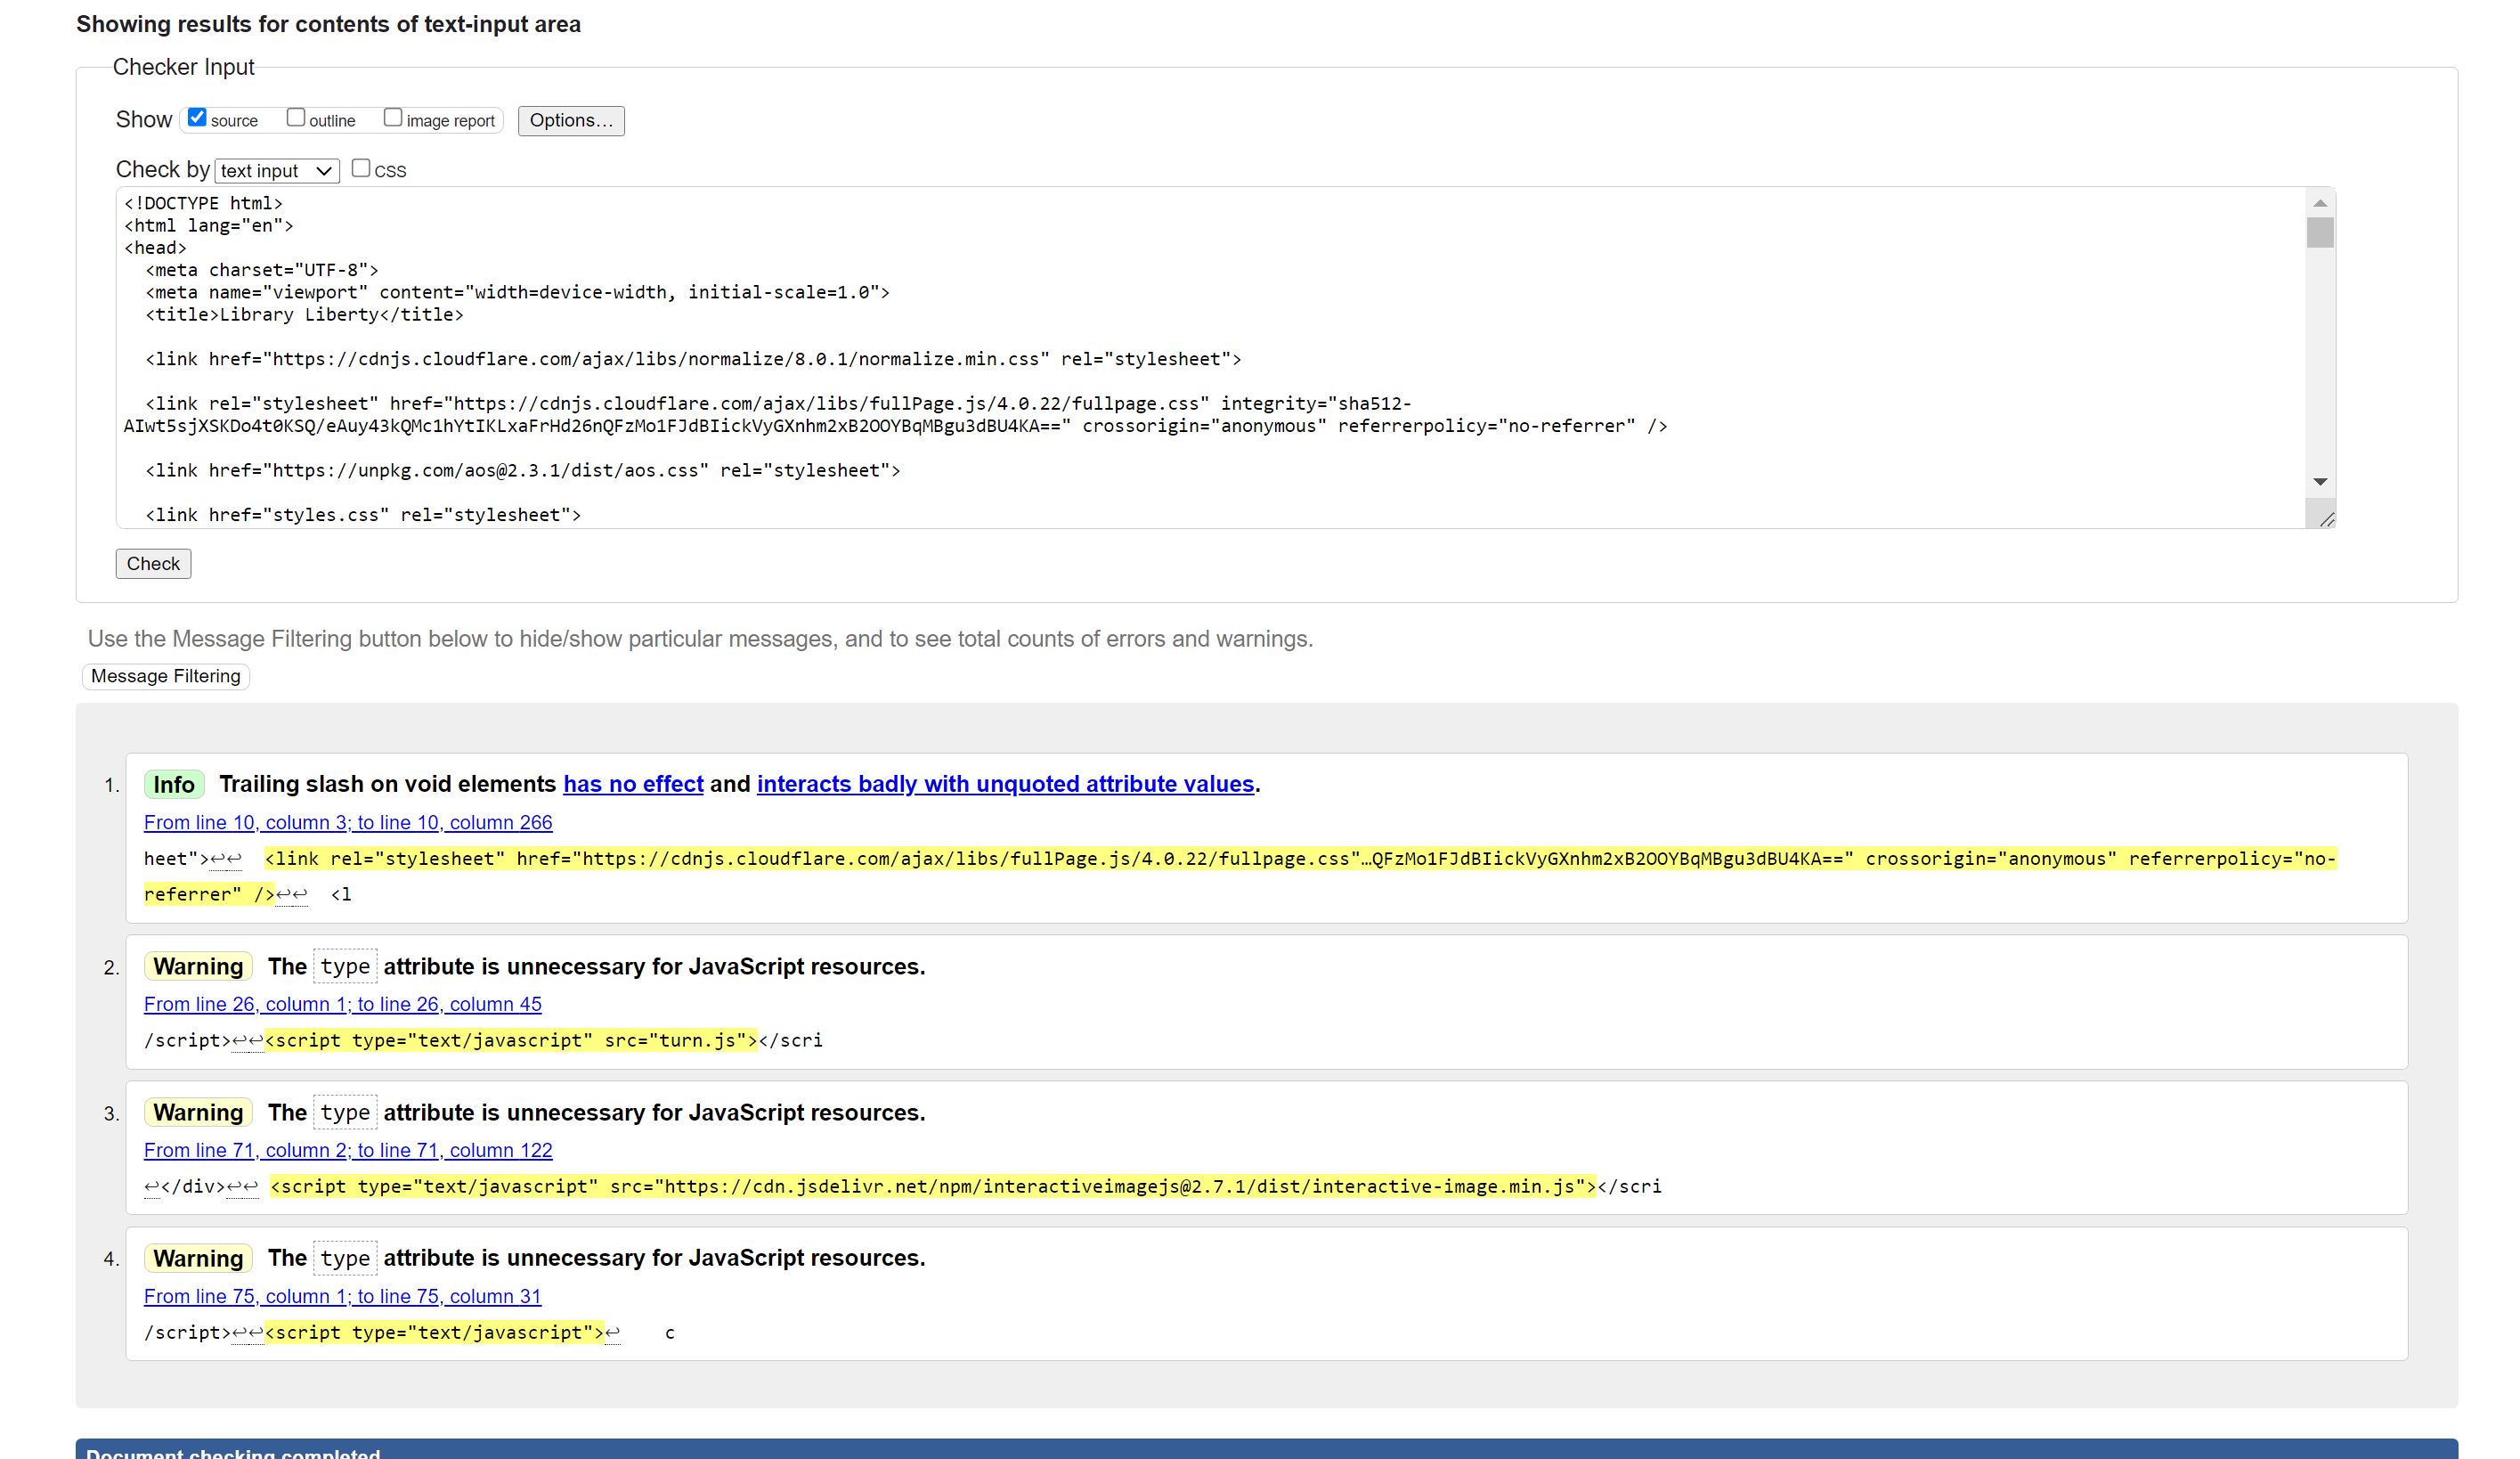 Showing results for contents of text-input area
Checker Input
Show source outline image report Options…
Check by text input CSS
<!DOCTYPE html>
<html lang="en">
<head>
  <meta charset="UTF-8">
  <meta name="viewport" content="width=device-width, initial-scale=1.0">
  <title>Library Liberty</title>
  <link href="https://cdnjs.cloudflare.com/ajax/libs/normalize/8.0.1/normalize.min.css" rel="stylesheet">
  <link rel="stylesheet" href="https://cdnjs.cloudflare.com/ajax/libs/fullPage.js/4.0.22/fullpage.css" integrity="sha512-
AIwt5sjXSKDo4t0KSQ/eAuy43kQMc1hYtIKLxaFrHd26nQFzMo1FJdBIickVyGXnhm2xB2OOYBqMBgu3dBU4KA==" crossorigin="anonymous" referrerpolicy="no-referrer" />
  <link href="https://unpkg.com/aos@2.3.1/dist/aos.css" rel="stylesheet">
  <link href="styles.css" rel="stylesheet">
Check
Use the Message Filtering button below to hide/show particular messages, and to see total counts of errors and warnings.
Message Filtering
1. Info Trailing slash on void elements has no effect and interacts badly with unquoted attribute values.
From line 10, column 3; to line 10, column 266
heet">↩↩  <link rel="stylesheet" href="https://cdnjs.cloudflare.com/ajax/libs/fullPage.js/4.0.22/fullpage.css"…QFzMo1FJdBIickVyGXnhm2xB2OOYBqMBgu3dBU4KA==" crossorigin="anonymous" referrerpolicy="no-
referrer" />↩↩  <l
2. Warning The type attribute is unnecessary for JavaScript resources.
From line 26, column 1; to line 26, column 45
/script>↩↩<script type="text/javascript" src="turn.js"></scri
3. Warning The type attribute is unnecessary for JavaScript resources.
From line 71, column 2; to line 71, column 122
↩</div>↩↩ <script type="text/javascript" src="https://cdn.jsdelivr.net/npm/interactiveimagejs@2.7.1/dist/interactive-image.min.js"></scri
4. Warning The type attribute is unnecessary for JavaScript resources.
From line 75, column 1; to line 75, column 31
/script>↩↩<script type="text/javascript">↩    c
Document checking completed